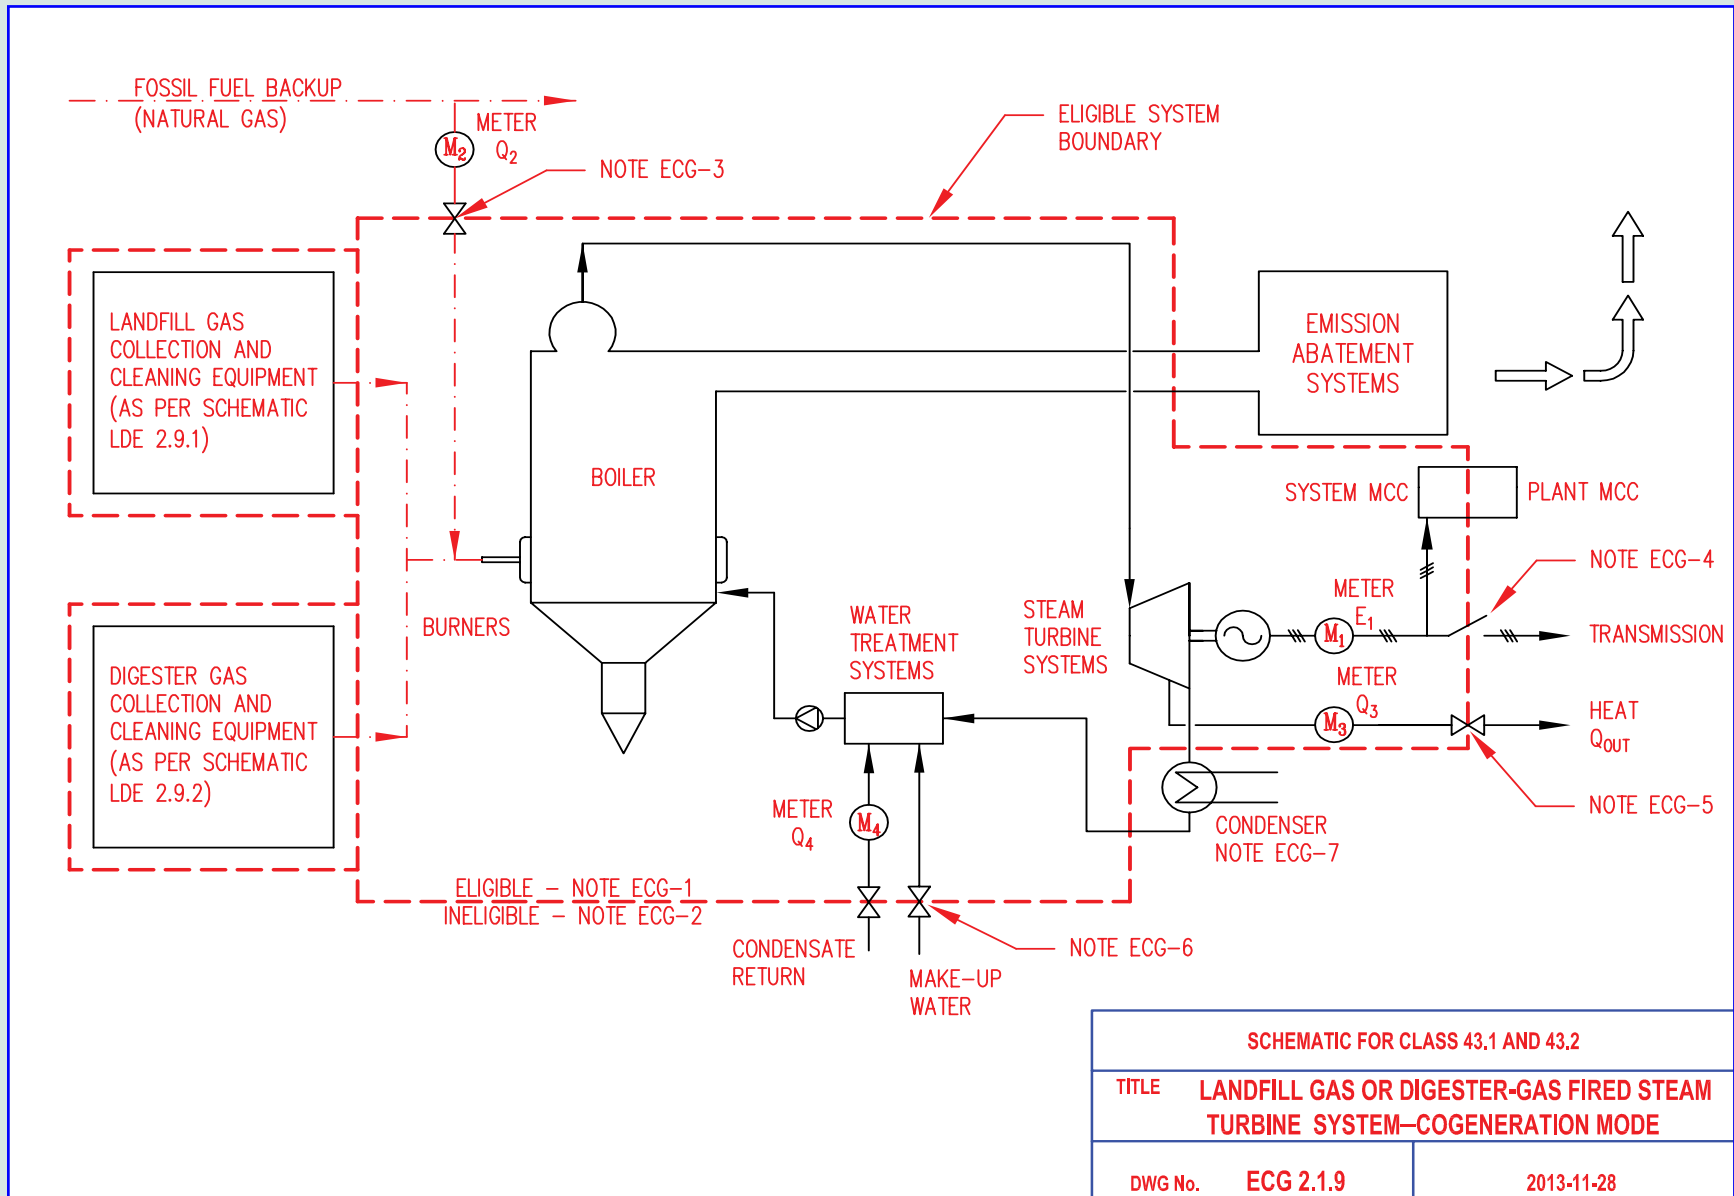 FOSSIL FUEL BACKUP
(NATURAL GAS)
METER
Q2
M2
NOTE ECG-3
ELIGIBLE SYSTEM
BOUNDARY
LANDFILL GAS
COLLECTION AND
CLEANING EQUIPMENT
(AS PER SCHEMATIC
LDE 2.9.1)
EMISSION
ABATEMENT
SYSTEMS
BOILER
SYSTEM MCC
PLANT MCC
NOTE ECG-4
METER
E1
M1
TRANSMISSION
BURNERS
WATER
TREATMENT
SYSTEMS
STEAM
TURBINE
SYSTEMS
METER
Q3
M3
HEAT
QOUT
DIGESTER GAS
COLLECTION AND
CLEANING EQUIPMENT
(AS PER SCHEMATIC
LDE 2.9.2)
METER
Q4
M4
NOTE ECG-5
CONDENSER
NOTE ECG-7
ELIGIBLE - NOTE ECG-1
INELIGIBLE - NOTE ECG-2
CONDENSATE
RETURN
MAKE-UP
WATER
NOTE ECG-6
SCHEMATIC FOR CLASS 43.1 AND 43.2
TITLE LANDFILL GAS OR DIGESTER-GAS FIRED STEAM
TURBINE SYSTEM–COGENERATION MODE
DWG No. ECG 2.1.9 2013-11-28